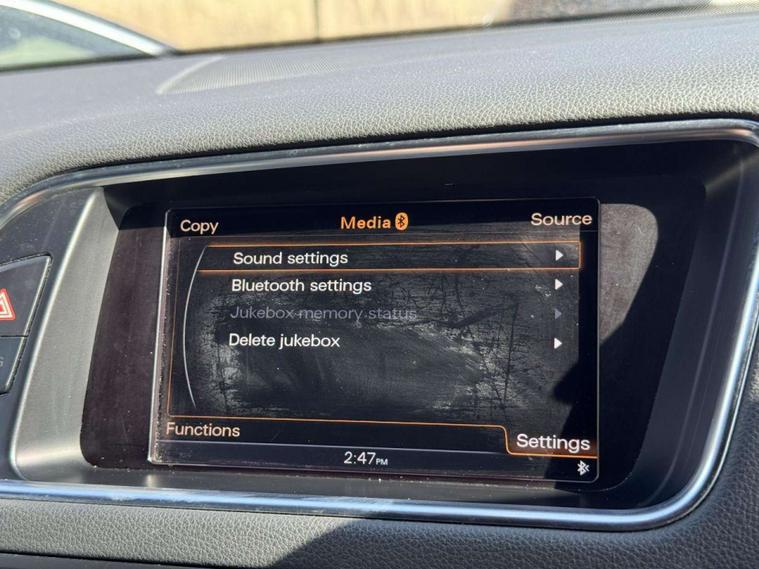 Copy
Media
Source
Sound settings
Bluetooth settings
Jukebox memory status
Delete jukebox
Functions
Settings
2:47PM